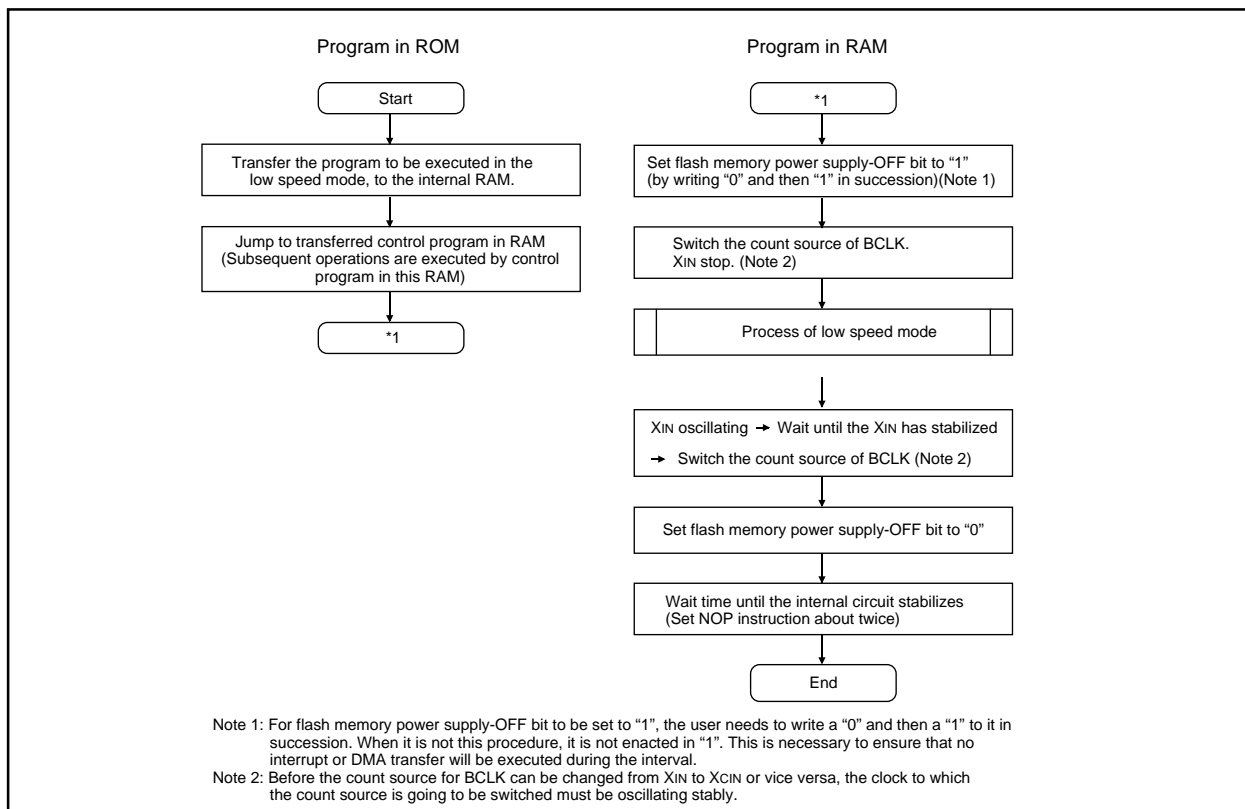 Program in ROM
Start
Transfer the program to be executed in the
low speed mode, to the internal RAM.
Jump to transferred control program in RAM
(Subsequent operations are executed by control
program in this RAM)
*1
Program in RAM
*1
Set flash memory power supply-OFF bit to “1”
(by writing “0” and then “1” in succession)(Note 1)
Switch the count source of BCLK.
XIN stop. (Note 2)
Process of low speed mode
XIN oscillating → Wait until the XIN has stabilized
→ Switch the count source of BCLK (Note 2)
Set flash memory power supply-OFF bit to “0”
Wait time until the internal circuit stabilizes
(Set NOP instruction about twice)
End
Note 1: For flash memory power supply-OFF bit to be set to “1”, the user needs to write a “0” and then a “1” to it in
succession. When it is not this procedure, it is not enacted in “1”. This is necessary to ensure that no
interrupt or DMA transfer will be executed during the interval.
Note 2: Before the count source for BCLK can be changed from XIN to XCIN or vice versa, the clock to which
the count source is going to be switched must be oscillating stably.